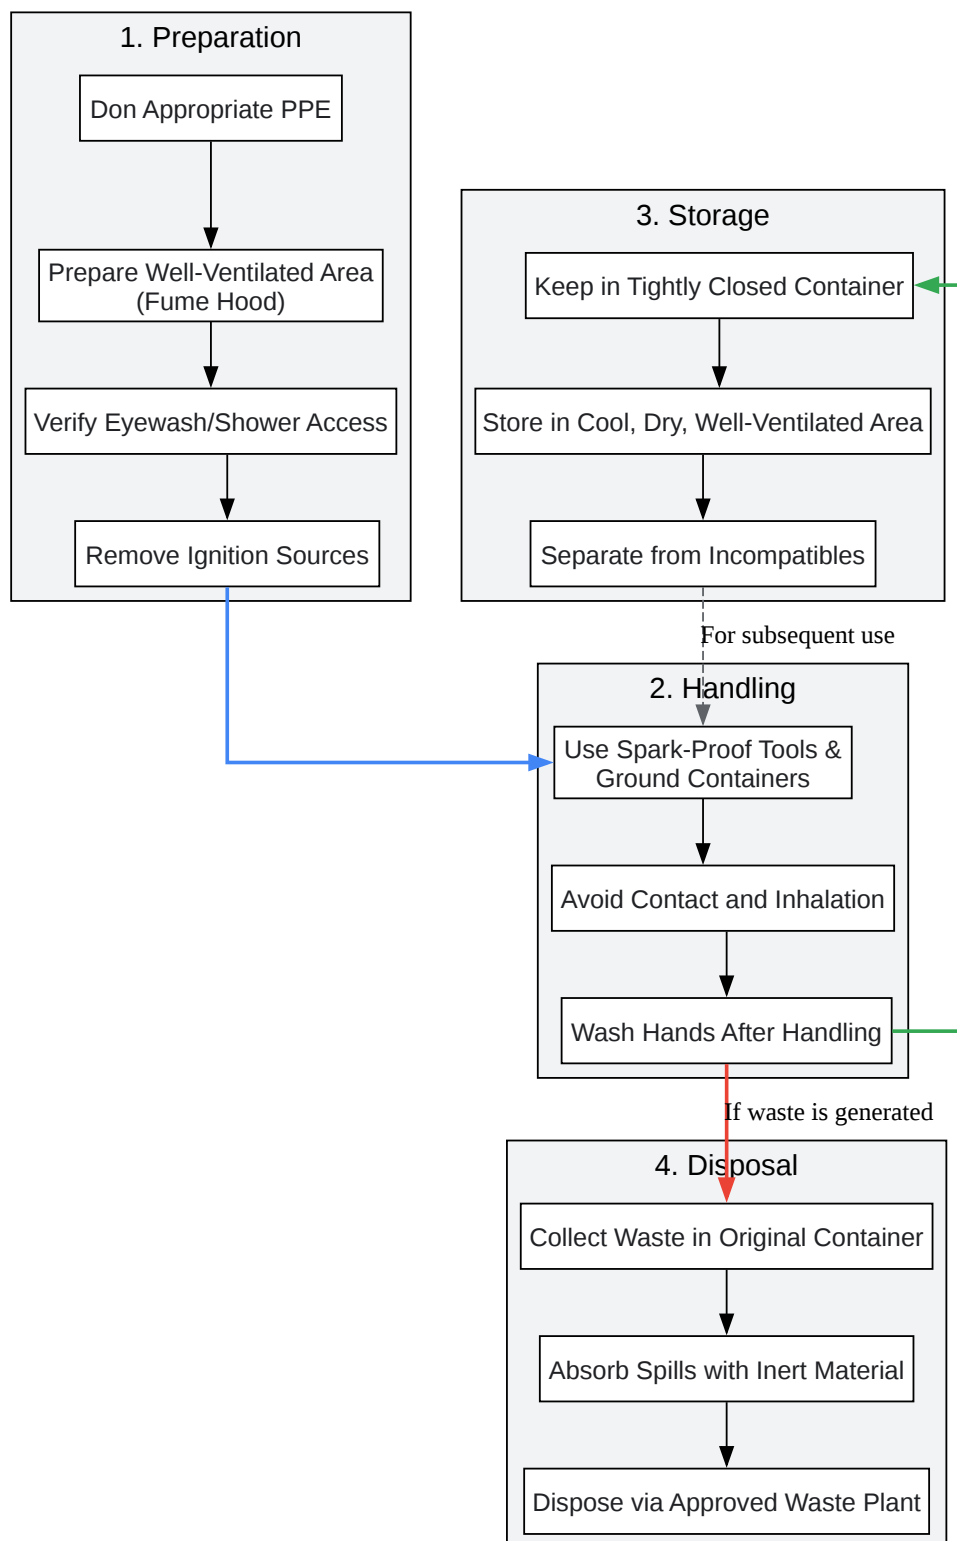 1. Preparation
Don Appropriate PPE
Prepare Well-Ventilated Area
(Fume Hood)
Verify Eyewash/Shower Access
Remove Ignition Sources
3. Storage
Keep in Tightly Closed Container
Store in Cool, Dry, Well-Ventilated Area
Separate from Incompatibles
For subsequent use
2. Handling
Use Spark-Proof Tools &
Ground Containers
Avoid Contact and Inhalation
Wash Hands After Handling
If waste is generated
4. Disposal
Collect Waste in Original Container
Absorb Spills with Inert Material
Dispose via Approved Waste Plant